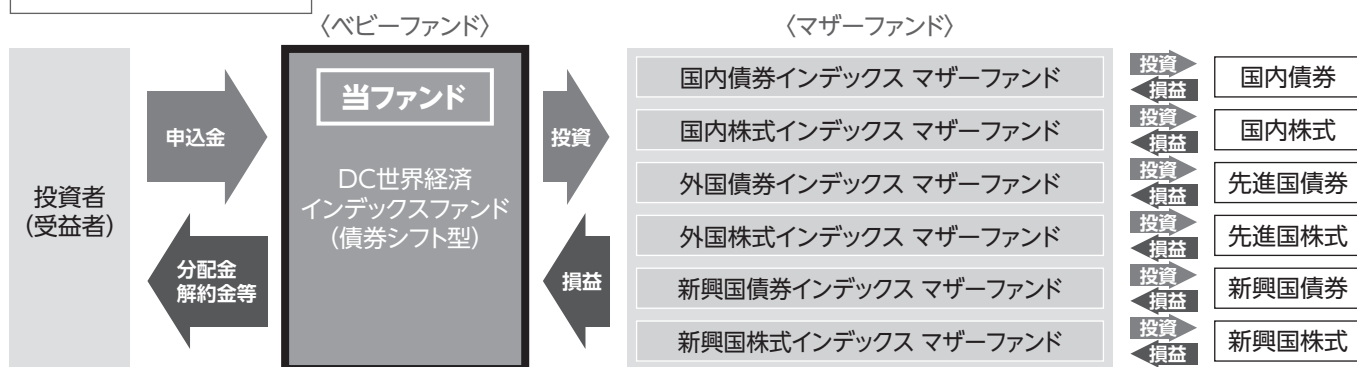 〈ベビーファンド〉
〈マザーファンド〉
投資者
(受益者)
申込金
分配金
解約金等
当ファンド
DC世界経済
インデックスファンド
(債券シフト型)
投資
損益
国内債券インデックス マザーファンド
投資
損益
国内債券
国内株式インデックス マザーファンド
投資
損益
国内株式
外国債券インデックス マザーファンド
投資
損益
先進国債券
外国株式インデックス マザーファンド
投資
損益
先進国株式
新興国債券インデックス マザーファンド
投資
損益
新興国債券
新興国株式インデックス マザーファンド
投資
損益
新興国株式